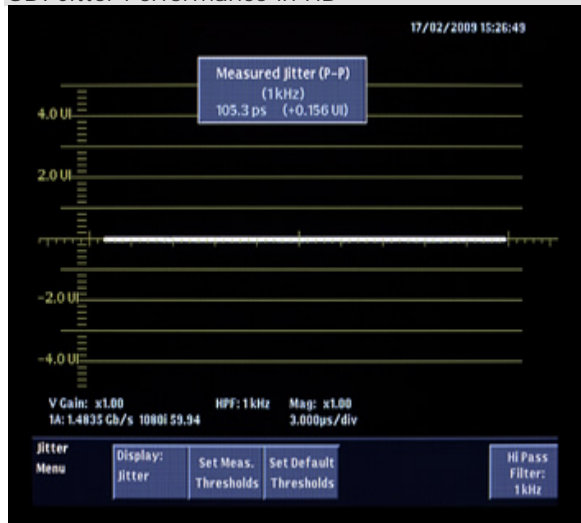 SDI Jitter Performance in HD
17/02/2009 15:26:49
Measured Jitter (P-P)
(1kHz)
105.3 ps (+0.156 UI)
4.0 UI
2.0 UI
-2.0 UI
-4.0 UI
V Gain: x1.00 HPF: 1 kHz Mag: x1.00
1A: 1.4835 Gb/s 1080i 59.94 3.000µs/div
Jitter
Menu
Display:
Jitter
Set Meas.
Thresholds
Set Default
Thresholds
Hi Pass
Filter:
1 kHz